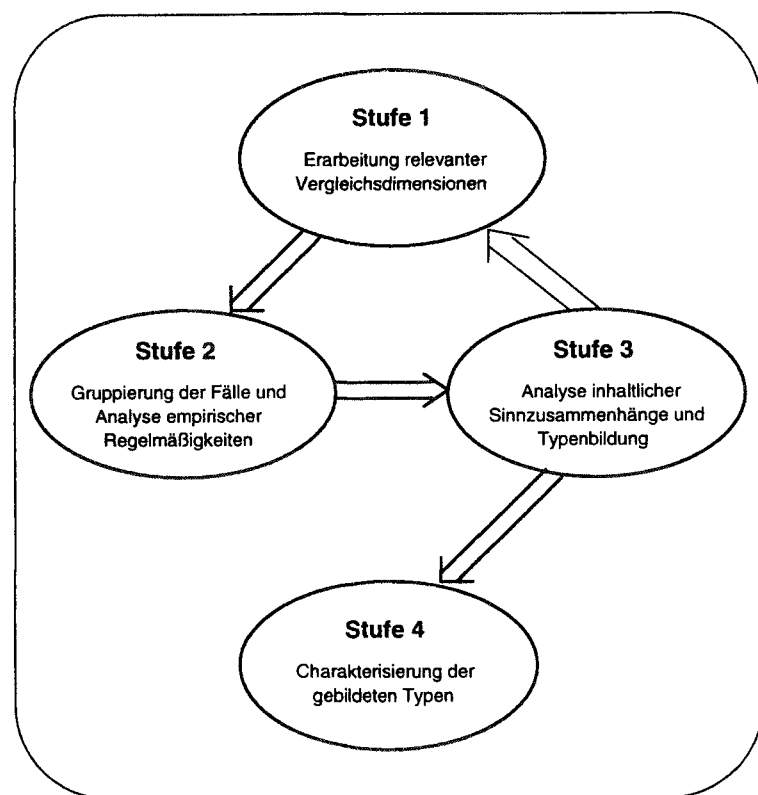 Stufe 1
Erarbeitung relevanter
Vergleichsdimensionen
Stufe 2
Gruppierung der Fälle und
Analyse empirischer
Regelmäßigkeiten
Stufe 3
Analyse inhaltlicher
Sinnzusammenhänge und
Typenbildung
Stufe 4
Charakterisierung der
gebildeten Typen